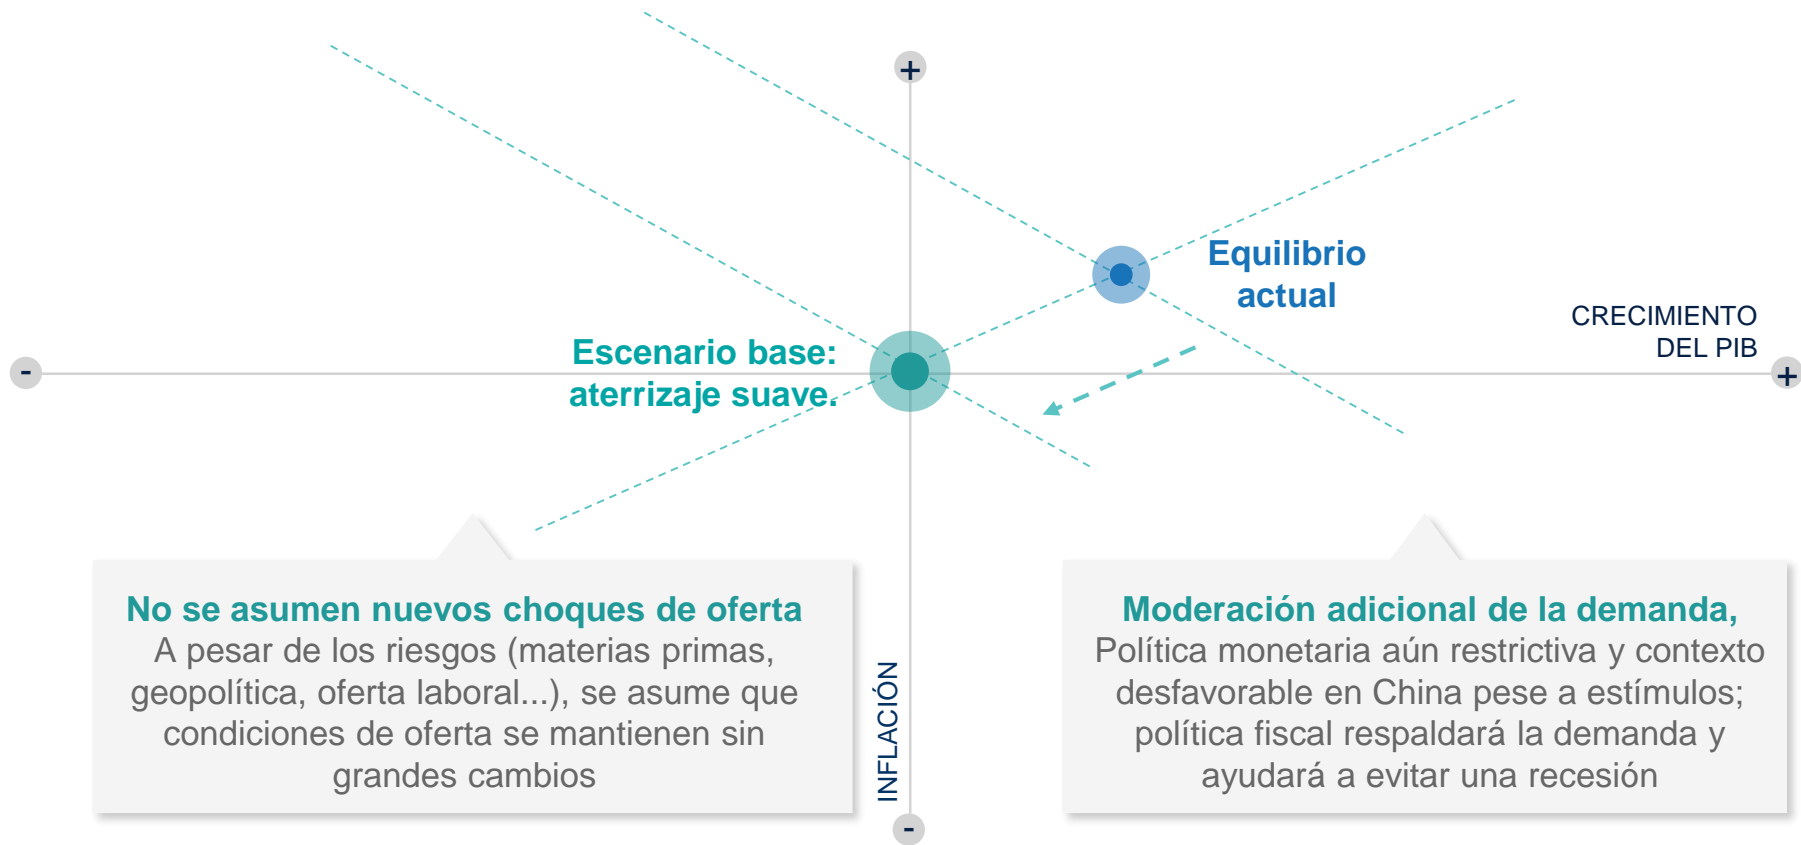 +
Equilibrio
actual
CRECIMIENTO
DEL PIB
Escenario base:
aterrizaje suave.
-
+
No se asumen nuevos choques de oferta
A pesar de los riesgos (materias primas,
geopolítica, oferta laboral...), se asume que
condiciones de oferta se mantienen sin
grandes cambios
INFLACIÓN
Moderación adicional de la demanda,
Política monetaria aún restrictiva y contexto
desfavorable en China pese a estímulos;
política fiscal respaldará la demanda y
ayudará a evitar una recesión
-